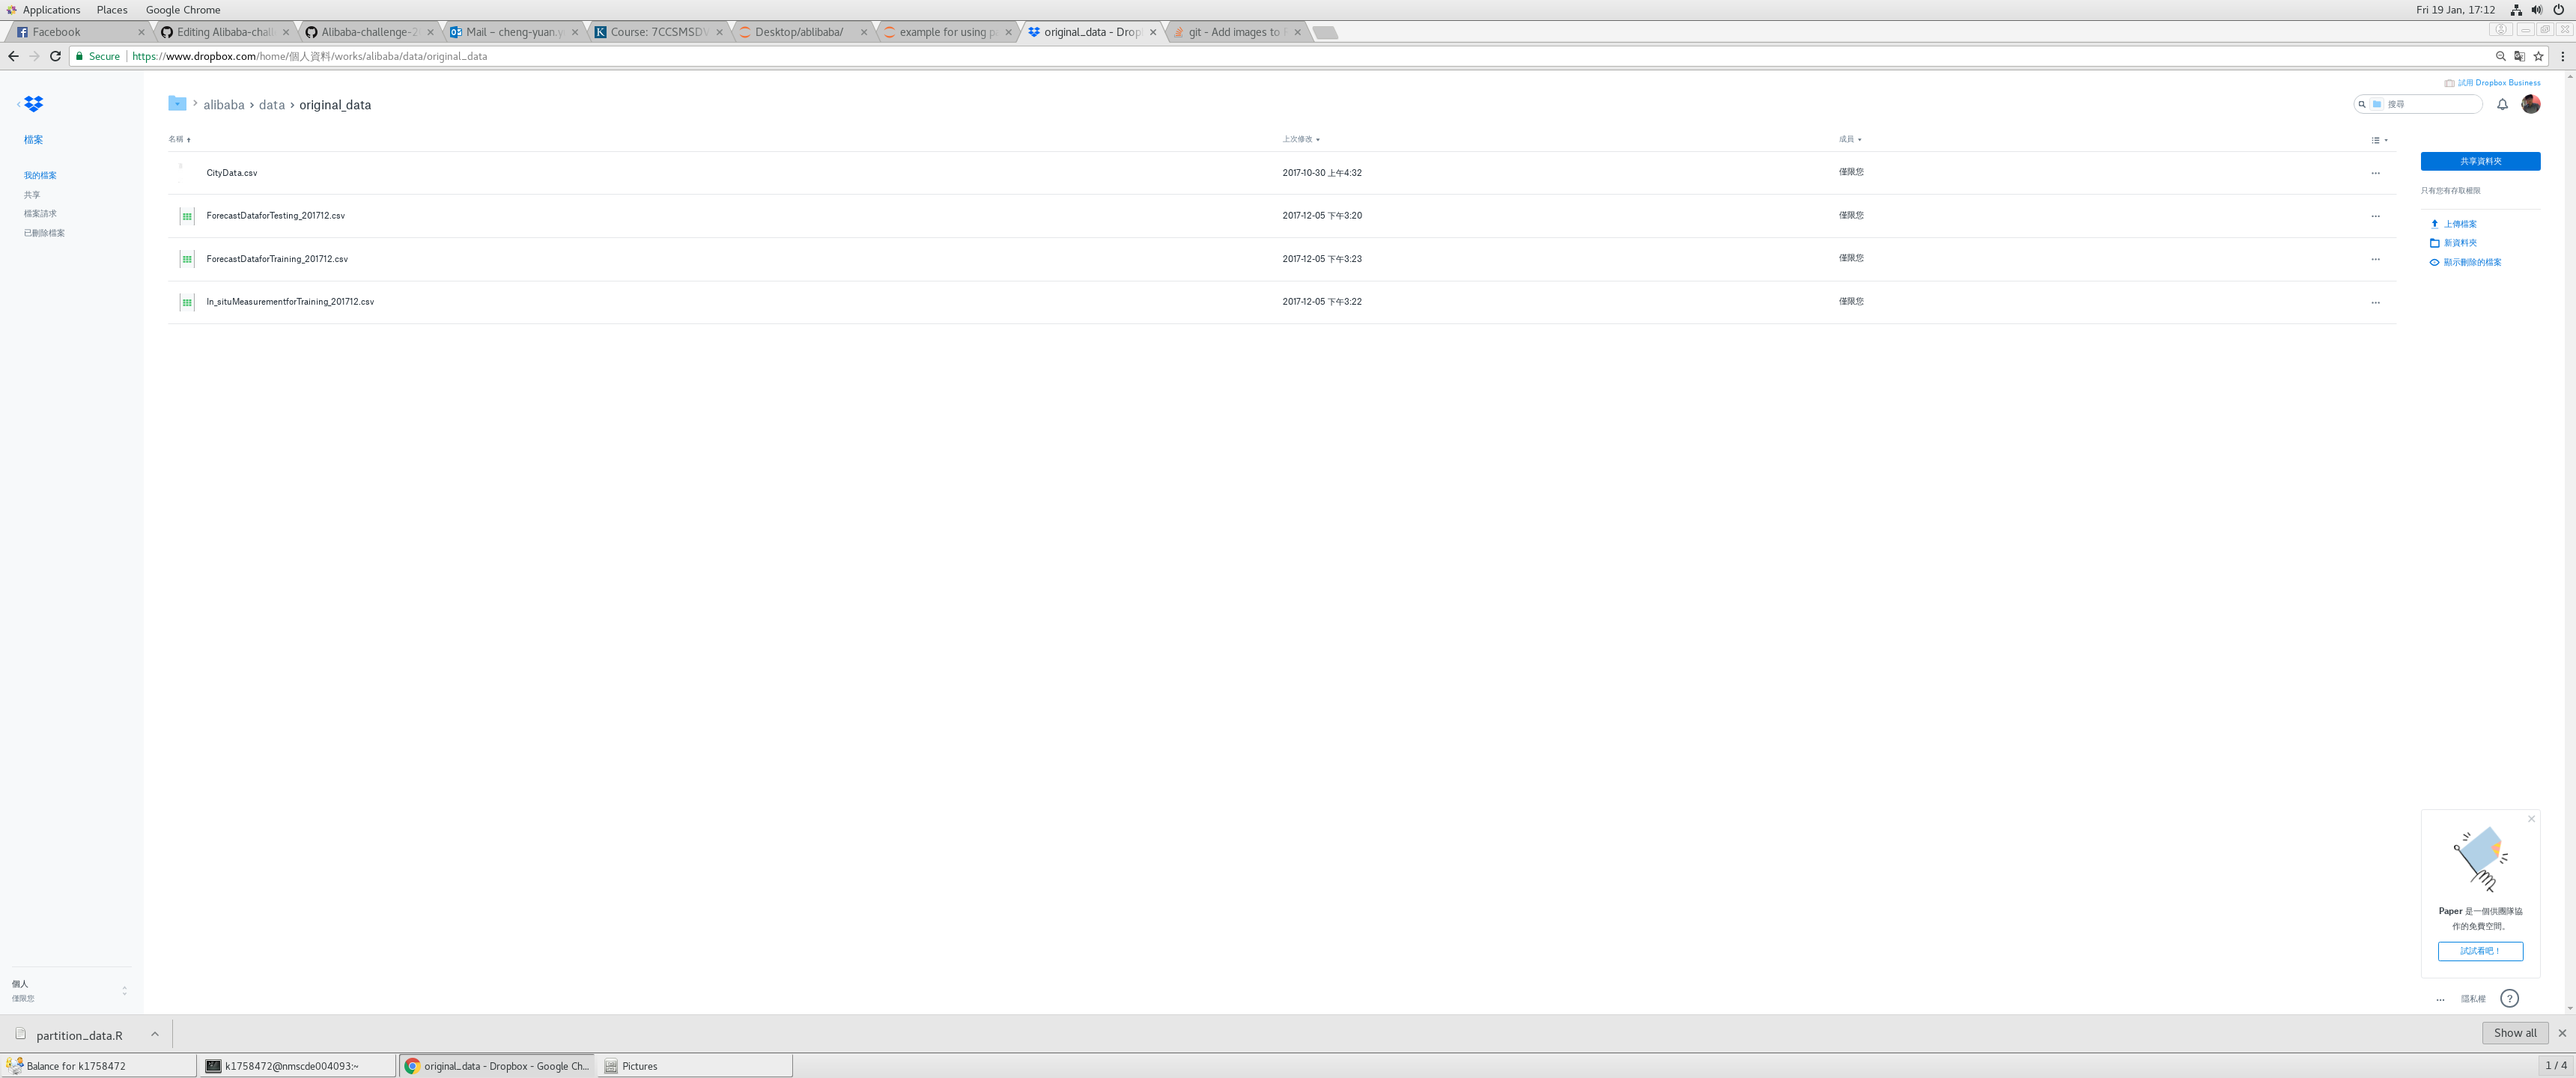 Applications Places Google Chrome Fri 19 Jan, 17:12
Facebook Editing Alibaba-chall Alibaba-challenge-2 Mail – cheng-yuan.y Course: 7CCSMSDV Desktop/ablibaba/ example for using pa original_data - Dropb git - Add images to
Secure https://www.dropbox.com/home/個人資料/works/alibaba/data/original_data
試用 Dropbox Business
alibaba › data › original_data
搜尋
檔案
我的檔案
共享
檔案請求
已刪除檔案
名稱 上次修改 成員
CityData.csv 2017-10-30 上午4:32 僅限您
ForecastDataforTesting_201712.csv 2017-12-05 下午3:20 僅限您
ForecastDataforTraining_201712.csv 2017-12-05 下午3:23 僅限您
In_situMeasurementforTraining_201712.csv 2017-12-05 下午3:22 僅限您
共享資料夾
只有您有存取權限
上傳檔案
新資料夾
顯示刪除的檔案
Paper 是一個供團隊協
作的免費空間。
試試看吧！
個人
僅限您
隱私權 ?
partition_data.R Show all
Balance for k1758472 k1758472@nmscde004093:~ original_data - Dropbox - Google Ch... Pictures 1 / 4